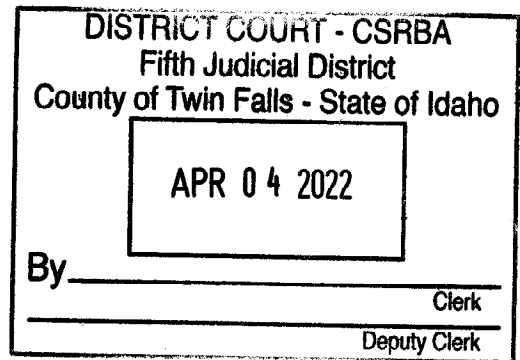 DISTRICT COURT - CSRBA
Fifth Judicial District
County of Twin Falls - State of Idaho
APR 04 2022
By
Clerk
Deputy Clerk